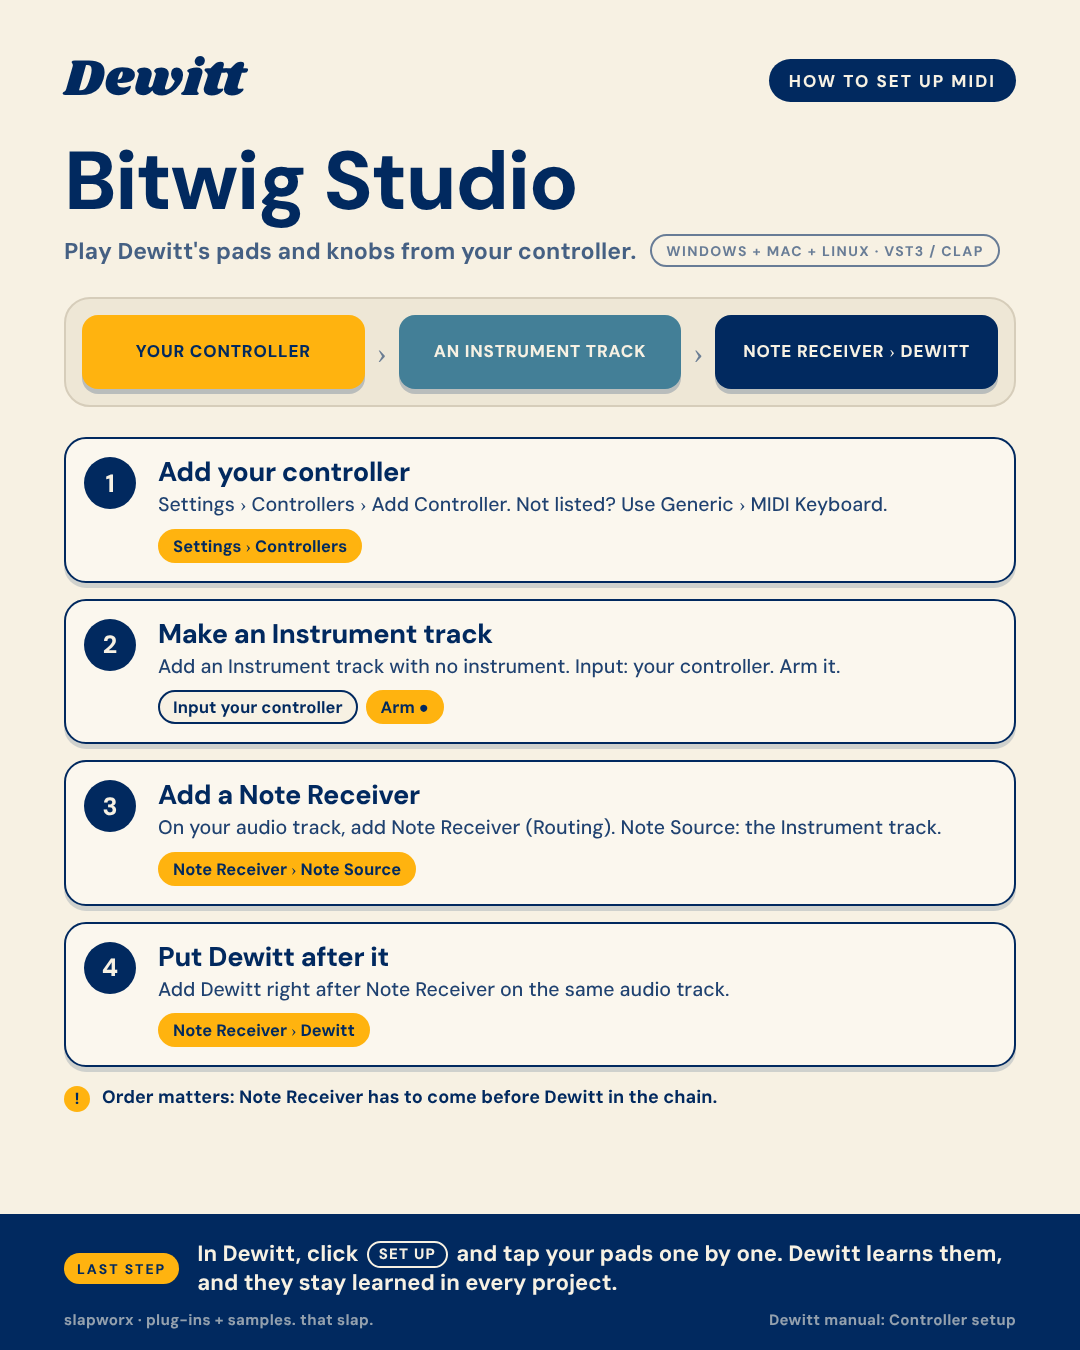 Dewitt
HOW TO SET UP MIDI
Bitwig Studio
Play Dewitt's pads and knobs from your controller.
WINDOWS + MAC + LINUX · VST3 / CLAP
YOUR CONTROLLER
›
AN INSTRUMENT TRACK
›
NOTE RECEIVER › DEWITT
1
Add your controller
Settings › Controllers › Add Controller. Not listed? Use Generic › MIDI Keyboard.
Settings › Controllers
2
Make an Instrument track
Add an Instrument track with no instrument. Input: your controller. Arm it.
Input your controller
Arm ●
3
Add a Note Receiver
On your audio track, add Note Receiver (Routing). Note Source: the Instrument track.
Note Receiver › Note Source
4
Put Dewitt after it
Add Dewitt right after Note Receiver on the same audio track.
Note Receiver › Dewitt
! Order matters: Note Receiver has to come before Dewitt in the chain.
LAST STEP
In Dewitt, click SET UP and tap your pads one by one. Dewitt learns them,
and they stay learned in every project.
slapworx · plug-ins + samples. that slap.
Dewitt manual: Controller setup